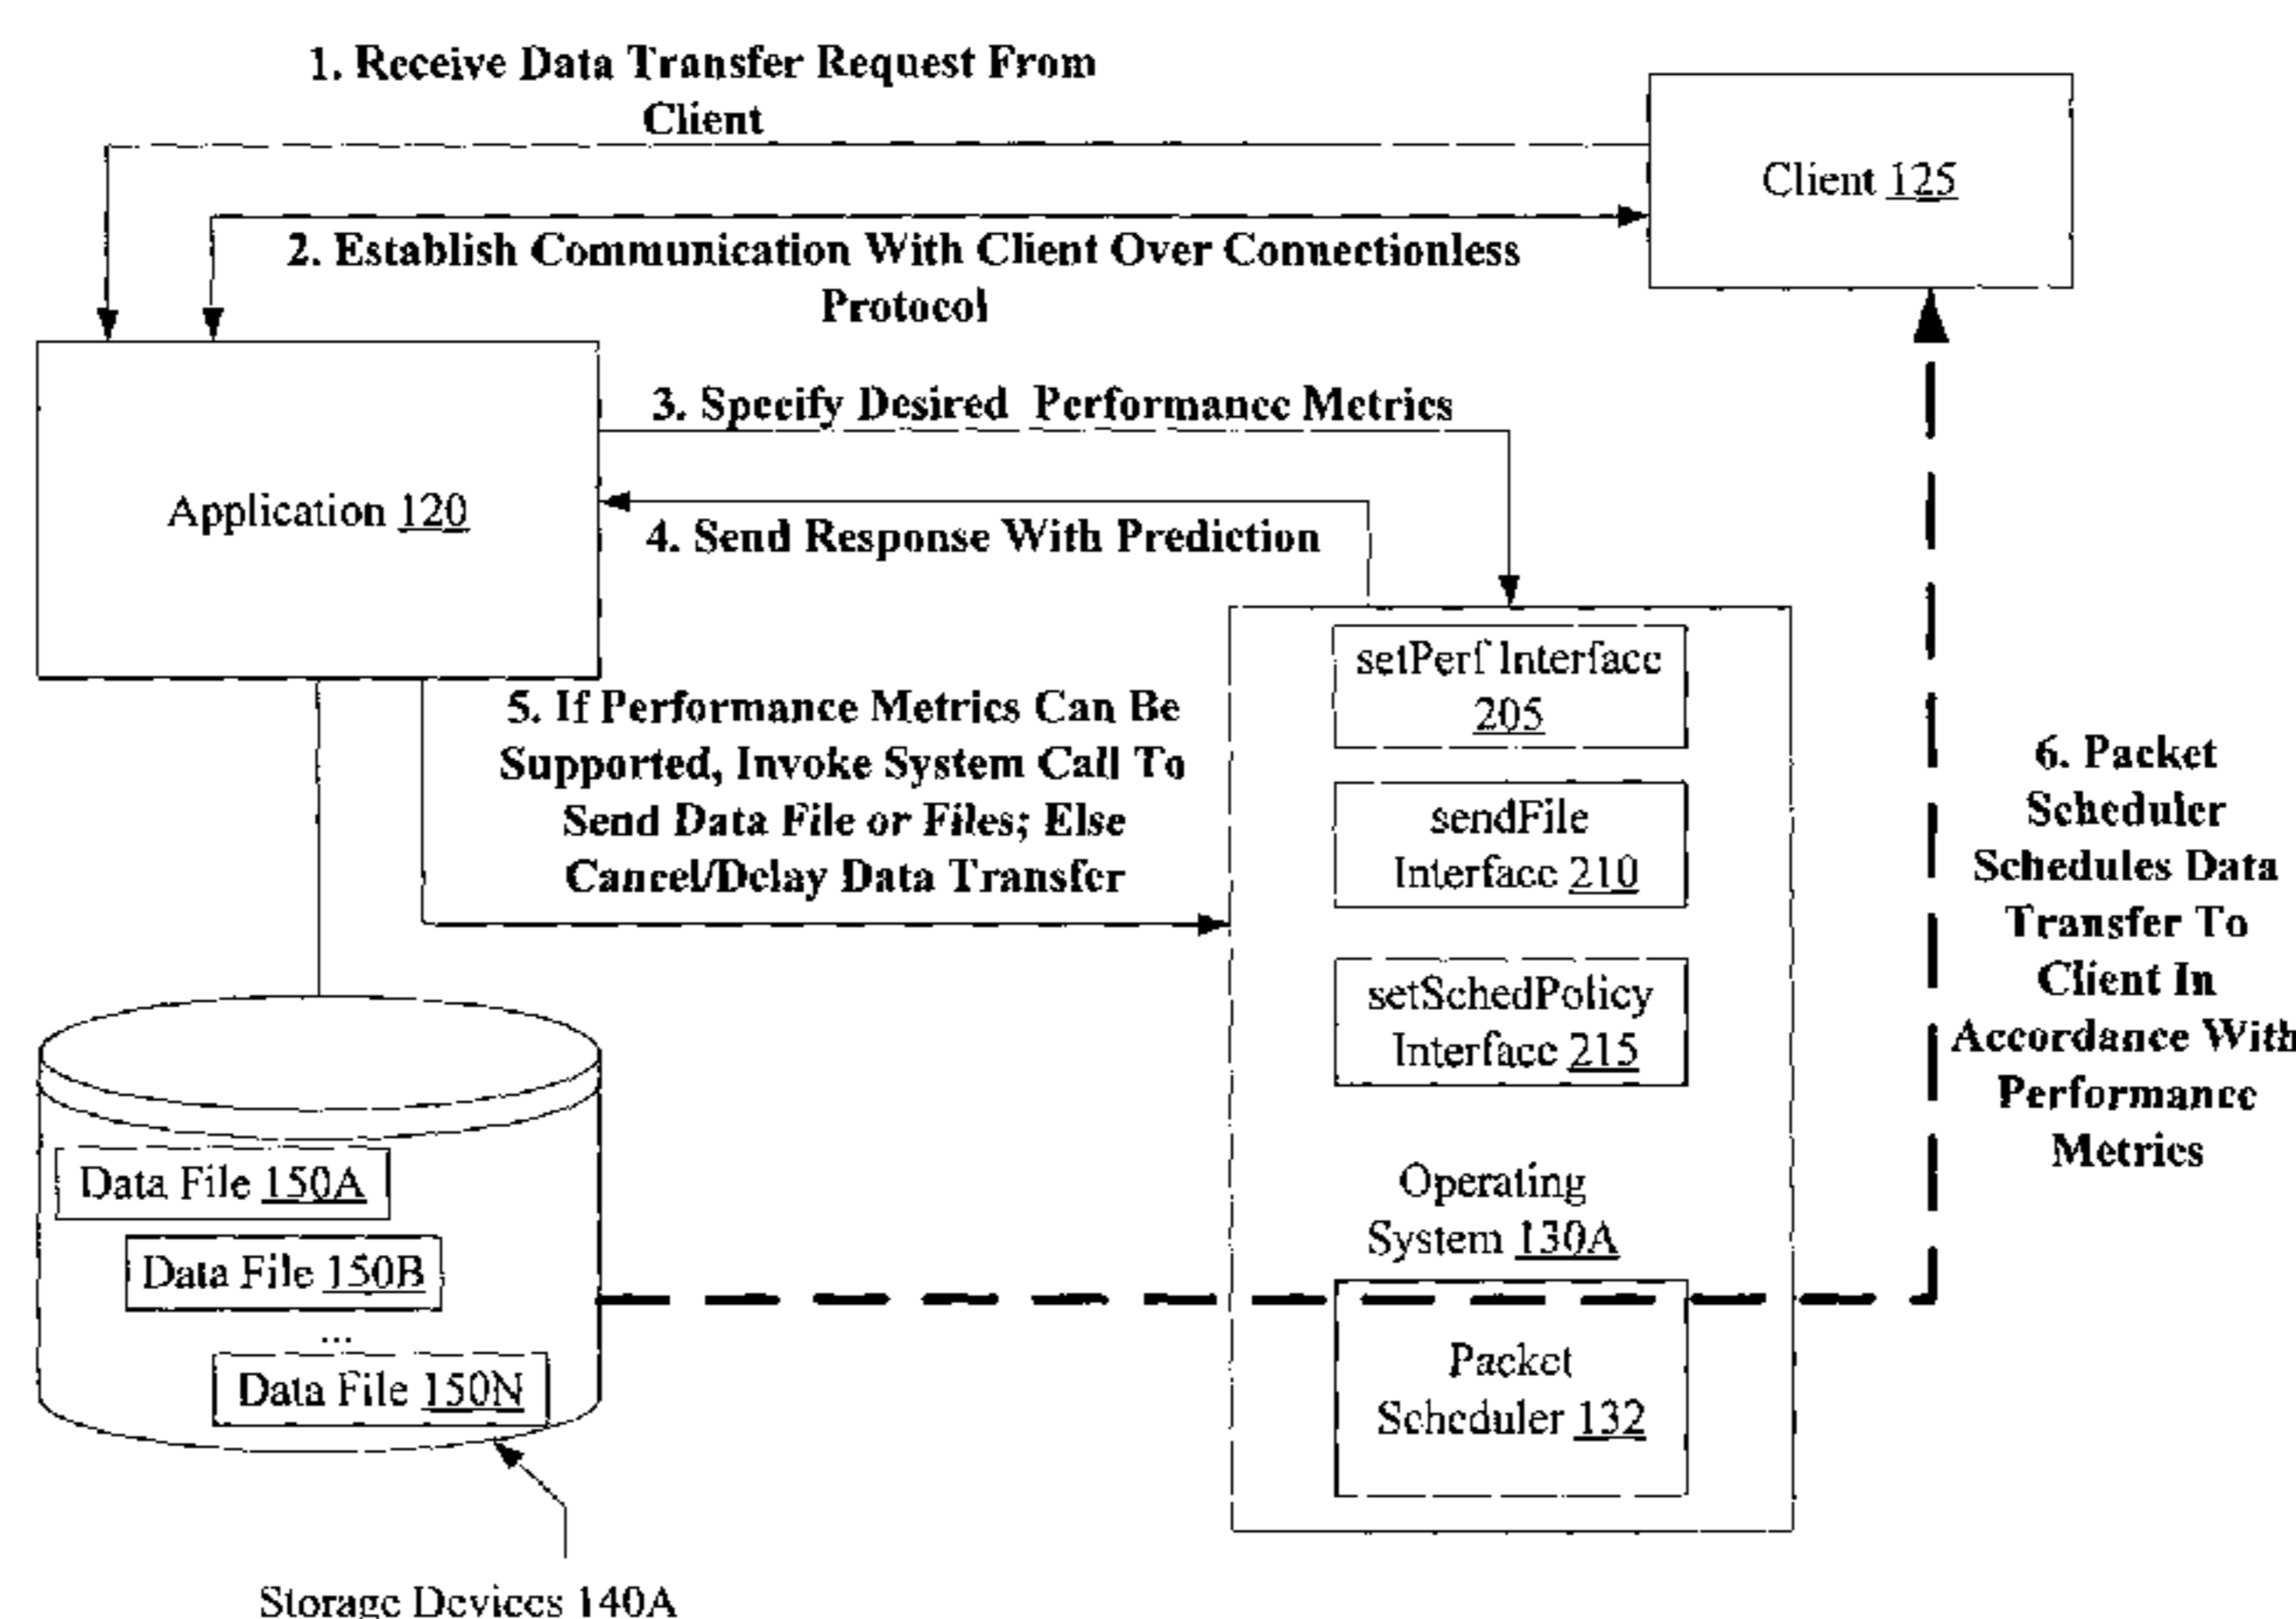 1. Receive Data Transfer Request From
Client
Client 125
2. Establish Communication With Client Over Connectionless
Protocol
3. Specify Desired Performance Metrics
Application 120
4. Send Response With Prediction
setPerf Interface
205
5. If Performance Metrics Can Be
Supported, Invoke System Call To
Send Data File or Files; Else
Cancel/Delay Data Transfer
sendFile
Interface 210
setSchedPolicy
Interface 215
6. Packet
Scheduler
Schedules Data
Transfer To
Client In
Accordance With
Performance
Metrics
Data File 150A
Data File 150B
...
Data File 150N
Operating
System 130A
Packet
Scheduler 132
Storage Devices 140A